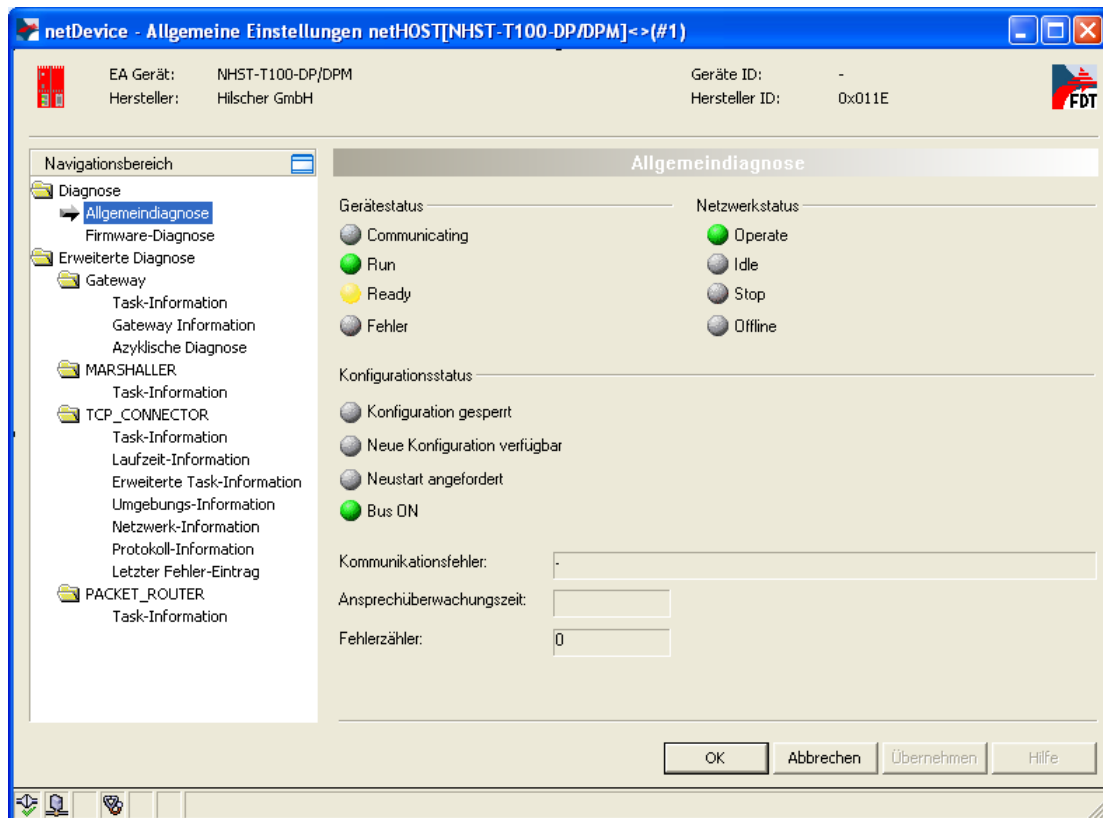 netDevice - Allgemeine Einstellungen netHOST[NHST-T100-DP/DPM]<>(#1)
EA Gerät: NHST-T100-DP/DPM Geräte ID: -
Hersteller: Hilscher GmbH Hersteller ID: 0x011E
FDT
Navigationsbereich
Diagnose
Allgemeindiagnose
Firmware-Diagnose
Erweiterte Diagnose
Gateway
Task-Information
Gateway Information
Azyklische Diagnose
MARSHALLER
Task-Information
TCP_CONNECTOR
Task-Information
Laufzeit-Information
Erweiterte Task-Information
Umgebungs-Information
Netzwerk-Information
Protokoll-Information
Letzter Fehler-Eintrag
PACKET_ROUTER
Task-Information
Allgemeindiagnose
Gerätestatus
Communicating
Run
Ready
Fehler
Netzwerkstatus
Operate
Idle
Stop
Offline
Konfigurationsstatus
Konfiguration gesperrt
Neue Konfiguration verfügbar
Neustart angefordert
Bus ON
Kommunikationsfehler: -
Ansprechüberwachungszeit:
Fehlerzähler: 0
OK Abbrechen Übernehmen Hilfe